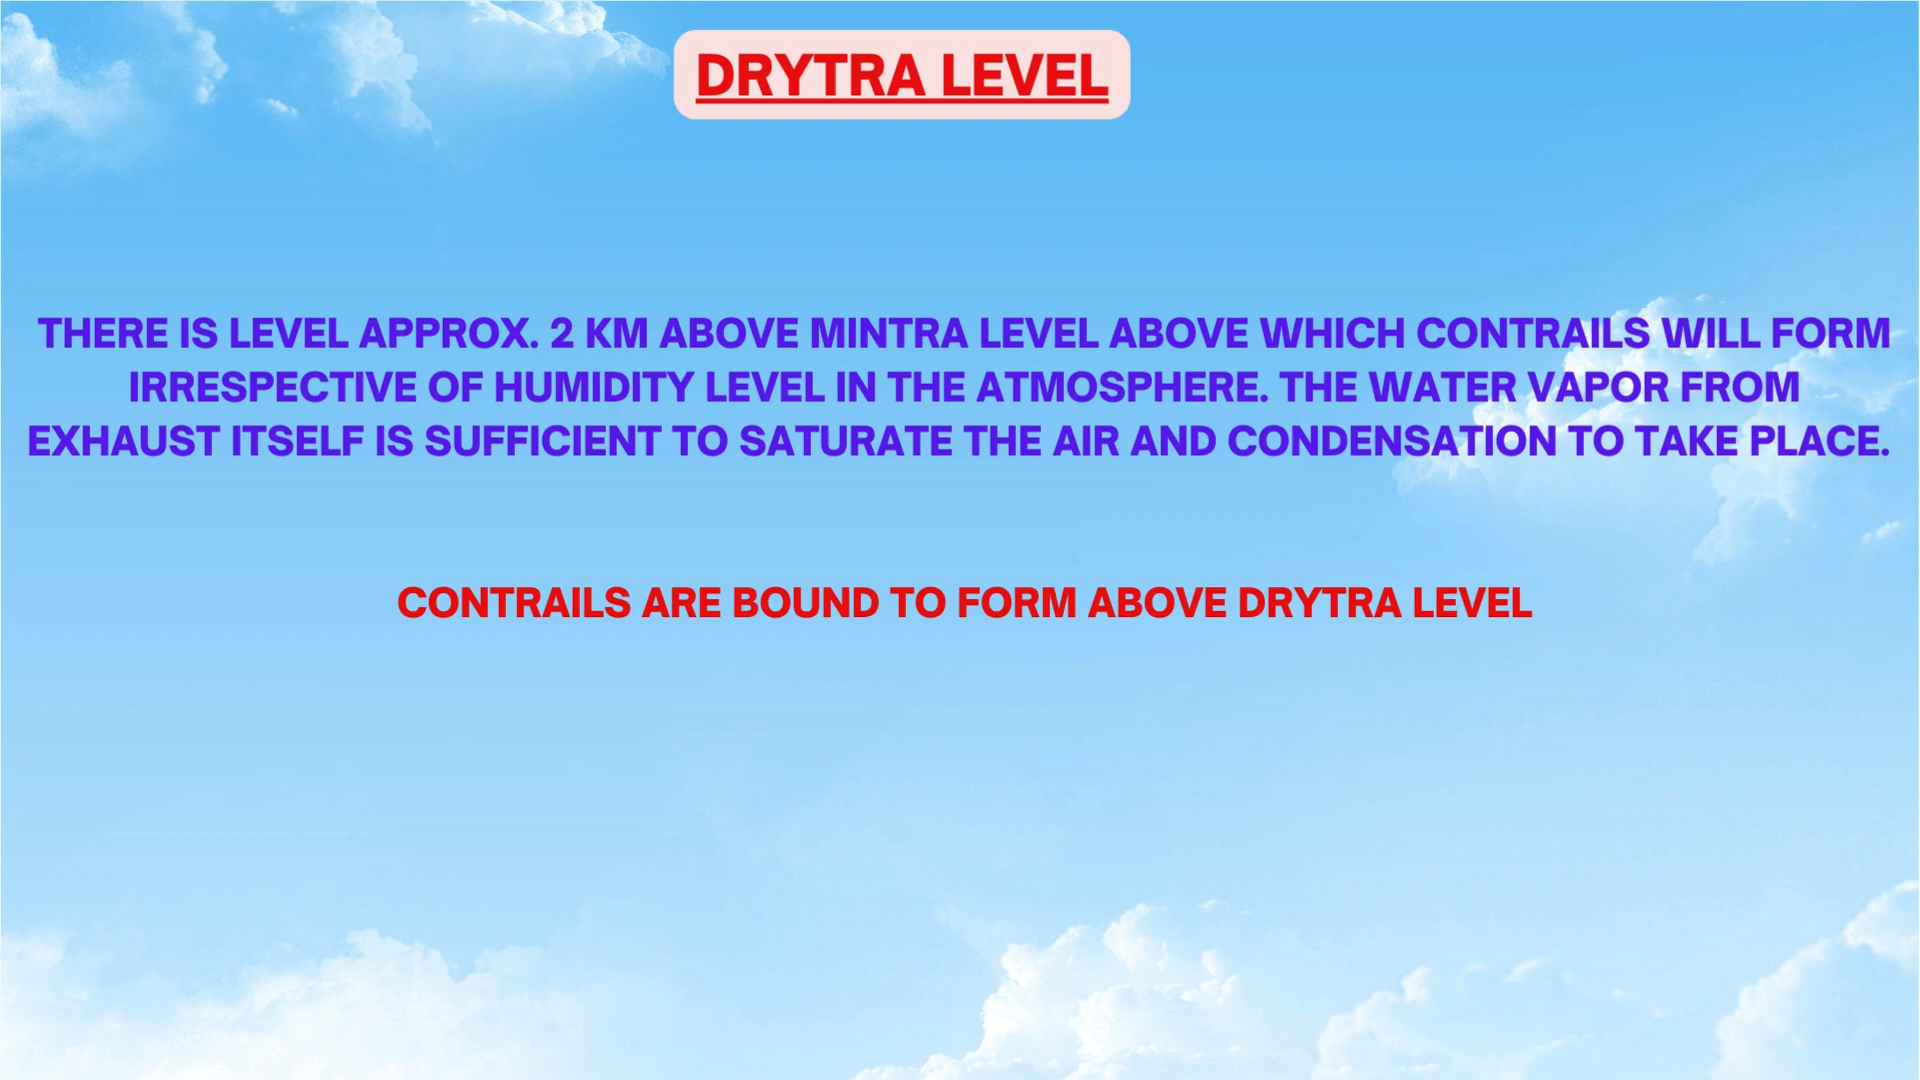 DRYTRA LEVEL
THERE IS LEVEL APPROX. 2 KM ABOVE MINTRA LEVEL ABOVE WHICH CONTRAILS WILL FORM
IRRESPECTIVE OF HUMIDITY LEVEL IN THE ATMOSPHERE. THE WATER VAPOR FROM
EXHAUST ITSELF IS SUFFICIENT TO SATURATE THE AIR AND CONDENSATION TO TAKE PLACE.
CONTRAILS ARE BOUND TO FORM ABOVE DRYTRA LEVEL